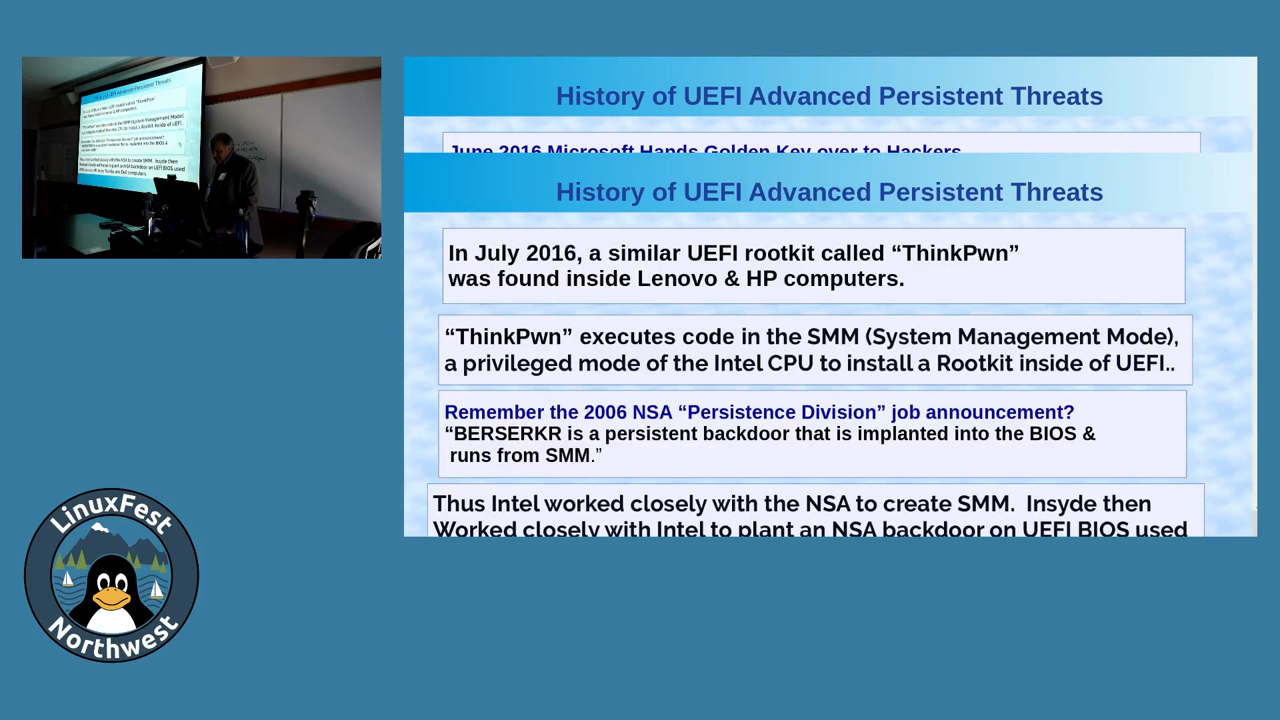 History of UEFI Advanced Persistent Threats
June 2016 Microsoft Hands Golden Key over to Hackers
History of UEFI Advanced Persistent Threats
In July 2016, a similar UEFI rootkit called “ThinkPwn”
was found inside Lenovo & HP computers.
“ThinkPwn” executes code in the SMM (System Management Mode),
a privileged mode of the Intel CPU to install a Rootkit inside of UEFI..
Remember the 2006 NSA “Persistence Division” job announcement?
“BERSERKR is a persistent backdoor that is implanted into the BIOS &
runs from SMM.”
Thus Intel worked closely with the NSA to create SMM. Insyde then
Worked closely with Intel to plant an NSA backdoor on UEFI BIOS used
LinuxFest
Northwest